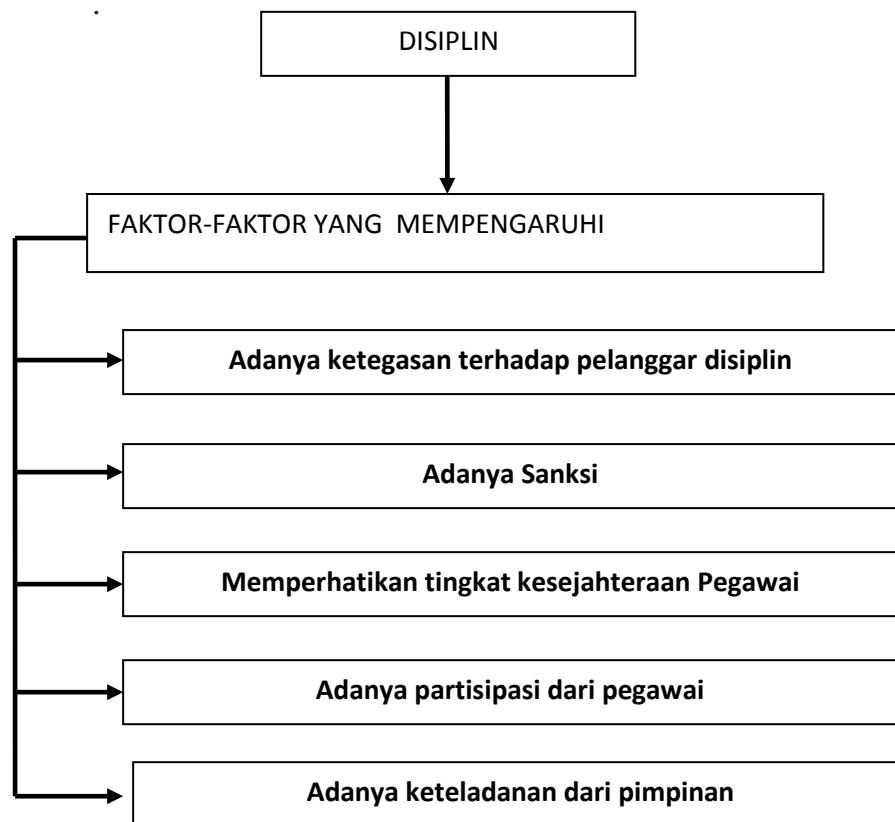 DISIPLIN
FAKTOR-FAKTOR YANG MEMPENGARUHI
Adanya ketegasan terhadap pelanggar disiplin
Adanya Sanksi
Memperhatikan tingkat kesejahteraan Pegawai
Adanya partisipasi dari pegawai
Adanya keteladanan dari pimpinan